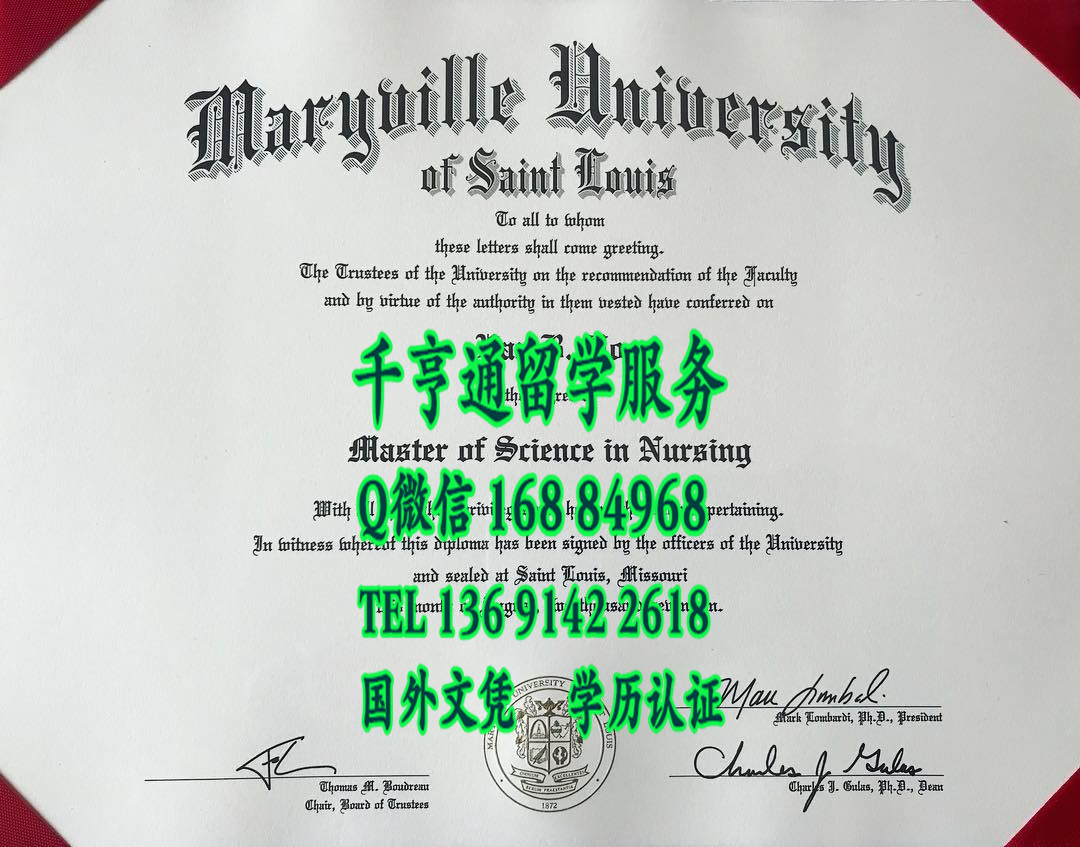 Maryville University
of Saint Louis
To all to whom
these letters shall come greeting.
The Trustees of the University on the recommendation of the Faculty
and by virtue of the authority in them vested have conferred on
B.
千亨通留学服务
Master of Science in Nursing
With pertaining.
Q微信 168 84968
In witness whereof this diploma has been signed by the officers of the University
and sealed at Saint Louis, Missouri
TEL 136 9142 2618
国外文凭 学历认证
UNIVERSITY
1872
Mark Lombardi, Ph.D., President
Thomas M. Boudreau
Chair, Board of Trustees
Charles J. Gulas
Charles J. Gulas, Ph.D., Dean